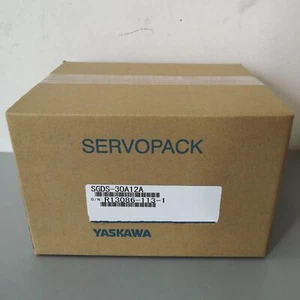 SERVOPACK
SGDS-30A12A
O/N R13086-113-1
YASKAWA